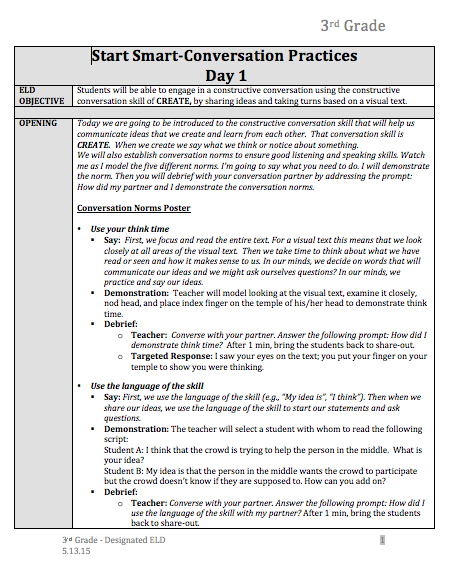 3rd Grade
Start Smart-Conversation Practices
Day 1
ELD
OBJECTIVE
Students will be able to engage in a constructive conversation using the constructive
conversation skill of CREATE, by sharing ideas and taking turns based on a visual text.
OPENING
Today we are going to be introduced to the constructive conversation skill that will help us
communicate ideas that we create and learn from each other.  That conversation skill is
CREATE.  When we create we say what we think or notice about something.
We will also establish conversation norms to ensure good listening and speaking skills. Watch
me as I model the five different norms. I'm going to say what you need to do. I will demonstrate
the norm. Then you will debrief with your conversation partner by addressing the prompt:
How did my partner and I demonstrate the conversation norms.
Conversation Norms Poster
• Use your think time
▪ Say: First, we focus and read the entire text. For a visual text this means that we look
closely at all areas of the visual text.  Then we take time to think about what we have
read or seen and how it makes sense to us. In our minds, we decide on words that will
communicate our ideas and we might ask ourselves questions? In our minds, we
practice and say our ideas.
▪ Demonstration: Teacher will model looking at the visual text, examine it closely,
nod head, and place index finger on the temple of his/her head to demonstrate think
time.
▪ Debrief:
o Teacher:  Converse with your partner. Answer the following prompt: How did I
demonstrate think time?  After 1 min, bring the students back to share-out.
o Targeted Response: I saw your eyes on the text; you put your finger on your
temple to show you were thinking.
• Use the language of the skill
▪ Say: First, we use the language of the skill (e.g., "My idea is", "I think"). Then when we
share our ideas, we use the language of the skill to start our statements and ask
questions.
▪ Demonstration: The teacher will select a student with whom to read the following
script:
Student A: I think that the crowd is trying to help the person in the middle.  What is
your idea?
Student B: My idea is that the person in the middle wants the crowd to participate
but the crowd doesn't know if they are supposed to. How can you add on?
▪ Debrief:
o Teacher: Converse with your partner. Answer the following prompt: How did I
use the language of the skill with my partner? After 1 min, bring the students
back to share-out.
3rd Grade - Designated ELD
1
5.13.15